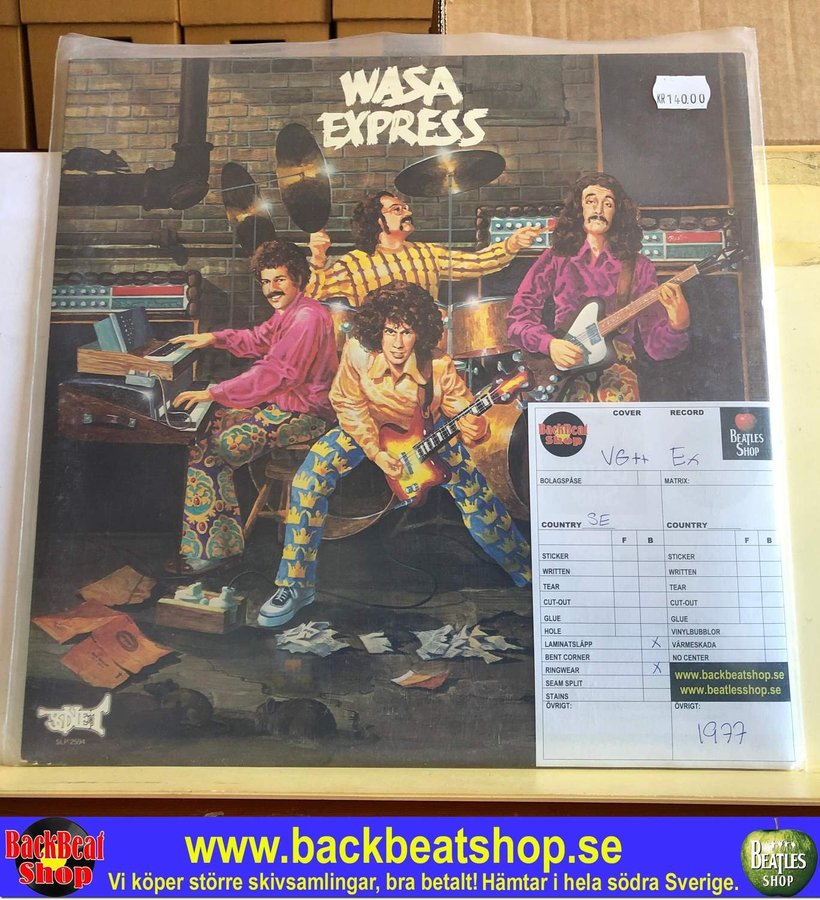 WASA
EXPRESS
KR 140.00
COVER RECORD
BackBeat
Shop
BEATLES
SHOP
VG++ Ex
BOLAGSPÅSE MATRIX:
COUNTRY SE COUNTRY
F B F B
STICKER STICKER
WRITTEN WRITTEN
TEAR TEAR
CUT-OUT CUT-OUT
GLUE GLUE
HOLE VINYLBUBBLOR
LAMINATSLÄPP X VÄRMESKADA
BENT CORNER NO CENTER
RINGWEAR X
SEAM SPLIT
STAINS
www.backbeatshop.se
www.beatlesshop.se
ÖVRIGT: ÖVRIGT:
1977
SLP 2594
BackBeat
Shop
www.backbeatshop.se
Vi köper större skivsamlingar, bra betalt! Hämtar i hela södra Sverige.
BEATLES
SHOP